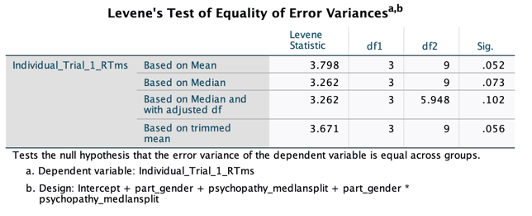 Levene's Test of Equality of Error Variancesa,b
Levene Statistic df1 df2 Sig.
Individual_Trial_1_RTms Based on Mean 3.798 3 9 .052
Based on Median 3.262 3 9 .073
Based on Median and with adjusted df 3.262 3 5.948 .102
Based on trimmed mean 3.671 3 9 .056
Tests the null hypothesis that the error variance of the dependent variable is equal across groups.
a. Dependent variable: Individual_Trial_1_RTms
b. Design: Intercept + part_gender + psychopathy_medIansplit + part_gender *
psychopathy_medIansplit